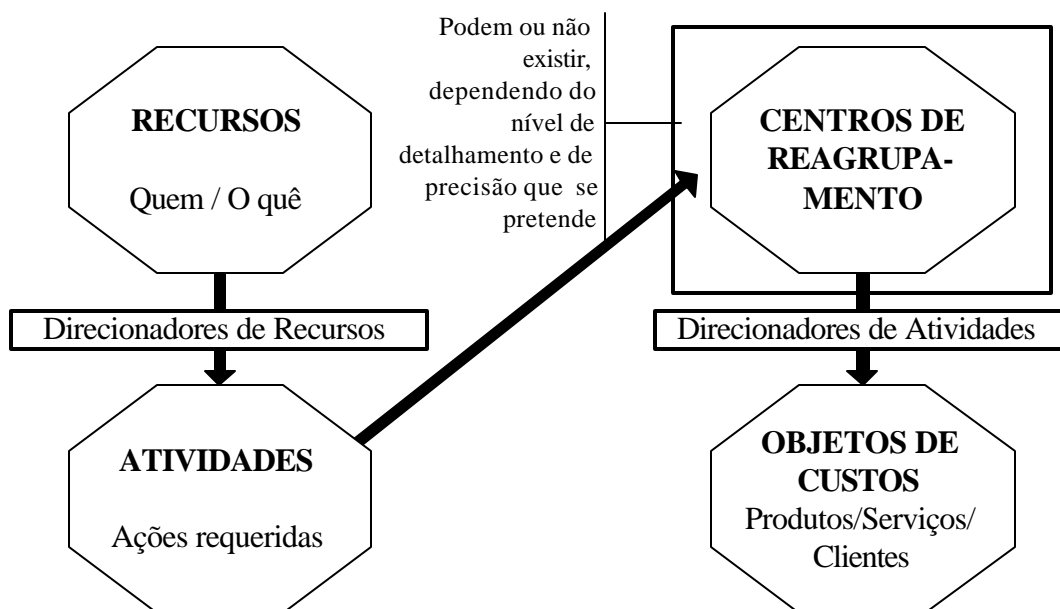 RECURSOS
Quem / O quê
Direcionadores de Recursos
ATIVIDADES
Ações requeridas
Podem ou não
existir,
dependendo do
nível de
detalhamento e de
precisão que se
pretende
CENTROS DE
REAGRUPA-
MENTO
Direcionadores de Atividades
OBJETOS DE
CUSTOS
Produtos/Serviços/
Clientes